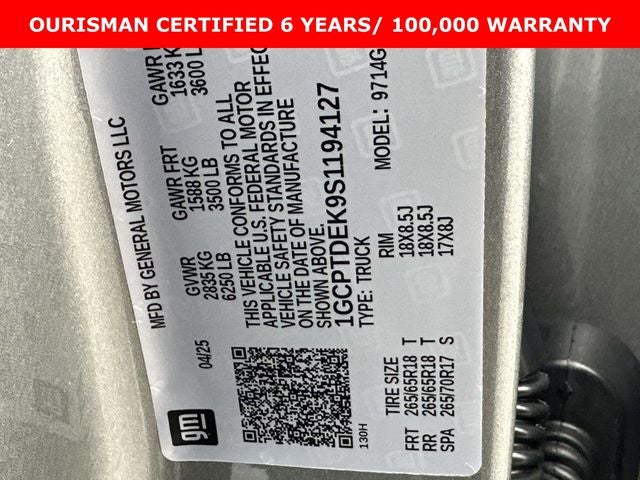 OURISMAN CERTIFIED 6 YEARS/ 100,000 WARRANTY
MFD BY GENERAL MOTORS LLC
04/25
GVWR GAWR FRT GAWR
2835 KG 1588 KG 1633
6250 LB 3500 LB 3600
THIS VEHICLE CONFORMS TO ALL
APPLICABLE U.S. FEDERAL MOTOR
VEHICLE SAFETY STANDARDS IN EFFEC
ON THE DATE OF MANUFACTURE
SHOWN ABOVE.
1GCPTDEK9S1194127
TYPE: TRUCK MODEL: 9714G
gm
130H
TIRE SIZE RIM
FRT 265/65R18 T 18X8.5J
RR 265/65R18 T 18X8.5J
SPA 265/70R17 S 17X8J